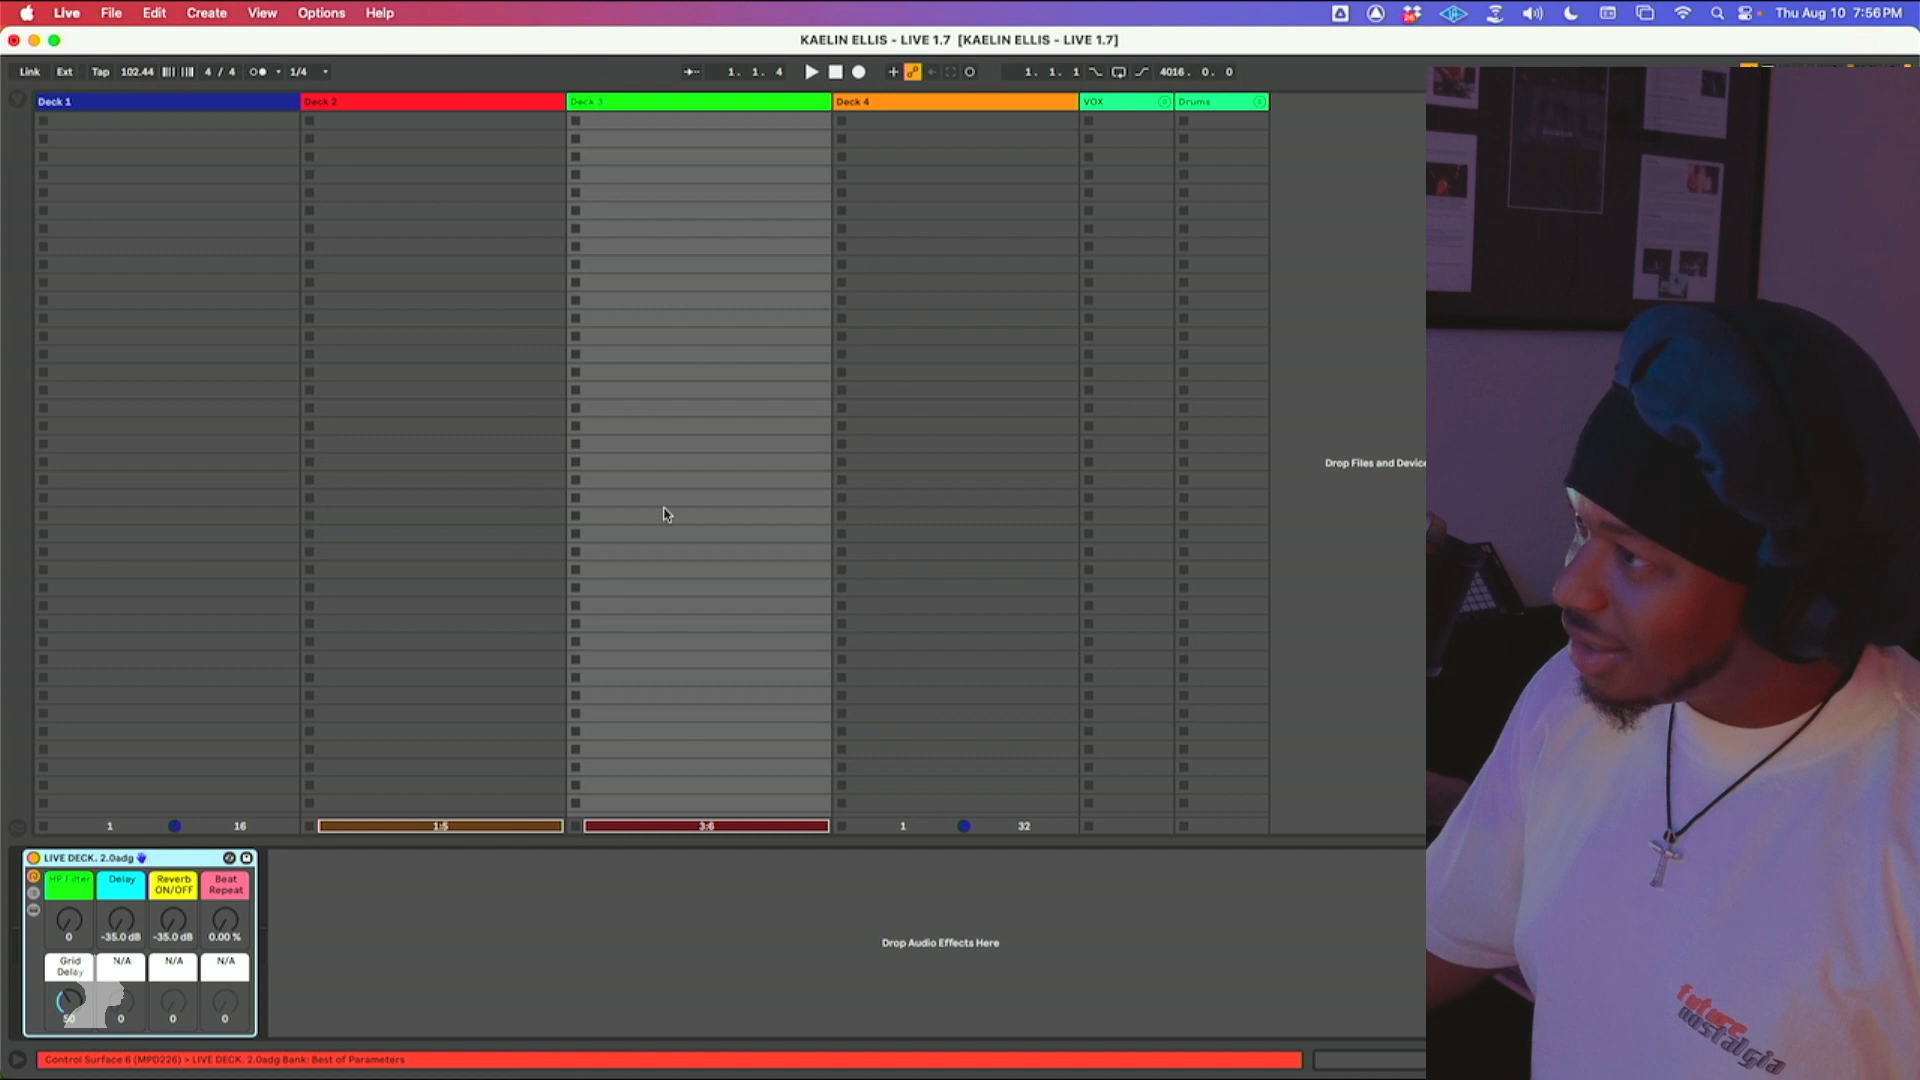 Live File Edit Create View Options Help
Thu Aug 10 7:56 PM
KAELIN ELLIS - LIVE 1.7 [KAELIN ELLIS - LIVE 1.7]
Link Ext Tap 102.44 4 / 4 1/4 1. 1. 4 1. 1. 1 4016. 0. 0
Deck 1 Deck 2 Deck 3 Deck 4 VOX Drums
Drop Files and Device
1 16 1:5 3:6 1 32
LIVE DECK. 2.0adg
HP Filter Delay Reverb ON/OFF Beat Repeat
0 -35.0 dB -35.0 dB 0.00 %
Grid Delay N/A N/A N/A
50 0 0 0
Drop Audio Effects Here
Control Surface 6 (MPD226) > LIVE DECK. 2.0adg Bank: Best of Parameters
future
nostalgia